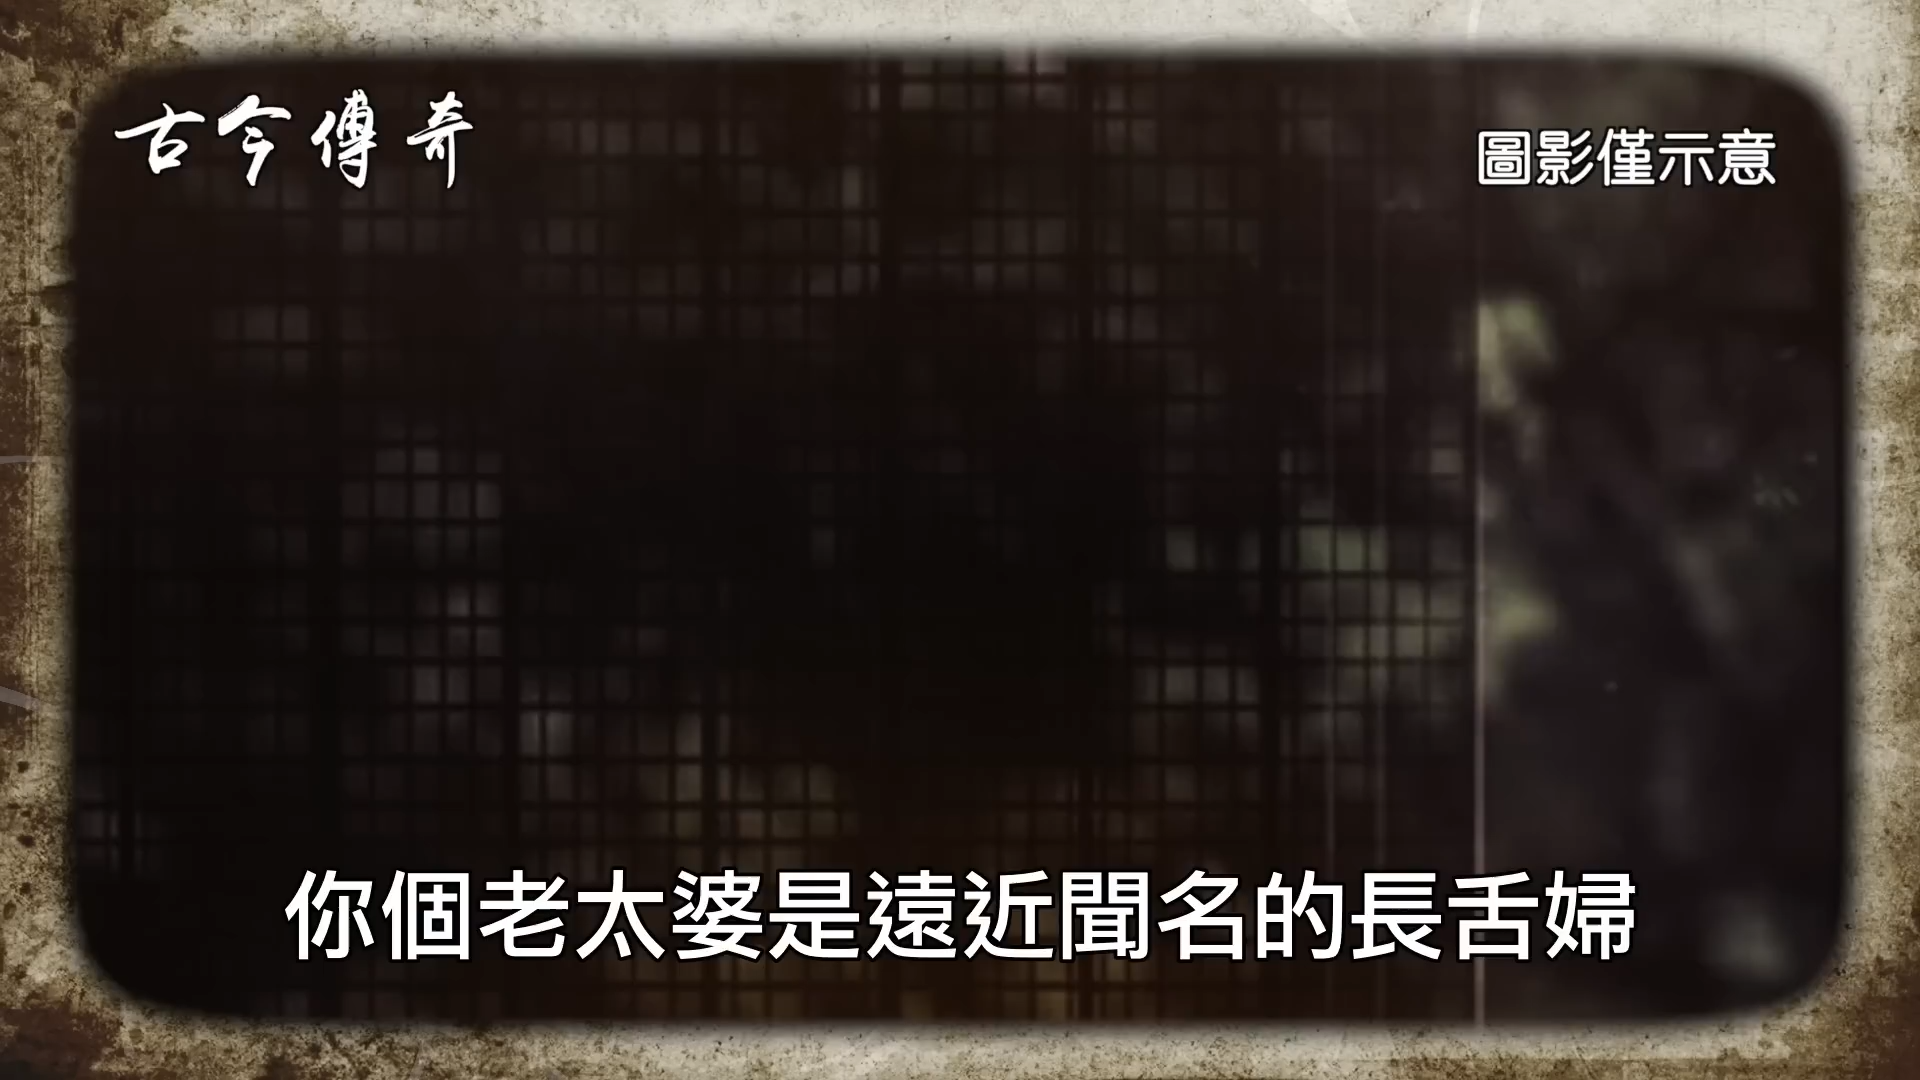 古今傳奇
圖影僅示意
你個老太婆是遠近聞名的長舌婦